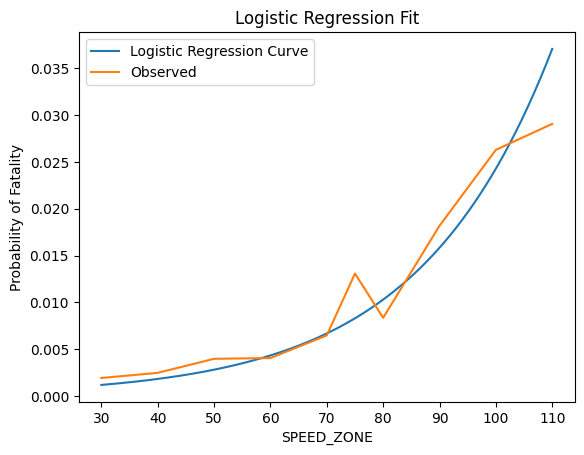 Logistic Regression Fit
Logistic Regression Curve
Observed
Probability of Fatality
0.035
0.030
0.025
0.020
0.015
0.010
0.005
0.000
30 40 50 60 70 80 90 100 110
SPEED_ZONE